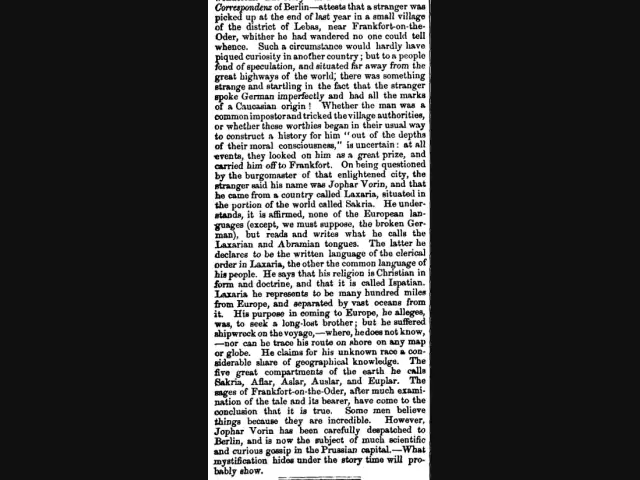 Correspondenz of Berlin—attests that a stranger was
picked up at the end of last year in a small village
of the district of Lebas, near Frankfort-on-the-
Oder, whither he had wandered no one could tell
whence. Such a circumstance would hardly have
piqued curiosity in another country; but to a people
fond of speculation, and situated far away from the
great highways of the world, there was something
strange and startling in the fact that the stranger
spoke German imperfectly and had all the marks
of a Caucasian origin! Whether the man was a
common impostor and tricked the village authorities,
or whether these worthies began in their usual way
to construct a history for him "out of the depths
of their moral consciousness," is uncertain: at all
events, they looked on him as a great prize, and
carried him off to Frankfort. On being questioned
by the burgomaster of that enlightened city, the
stranger said his name was Jophar Vorin, and that
he came from a country called Laxaria, situated in
the portion of the world called Sakria. He under-
stands, it is affirmed, none of the European lan-
guages (except, we must suppose, the broken Ger-
man), but reads and writes what he calls the
Laxarian and Abramian tongues. The latter he
declares to be the written language of the clerical
order in Laxaria, the other the common language of
his people. He says that his religion is Christian in
form and doctrine, and that it is called Ispatian.
Laxaria he represents to be many hundred miles
from Europe, and separated by vast oceans from
it. His purpose in coming to Europe, he alleges,
was, to seek a long-lost brother; but he suffered
shipwreck on the voyage,—where, he does not know,
—nor can he trace his route on shore on any map
or globe. He claims for his unknown race a con-
siderable share of geographical knowledge. The
five great compartments of the earth he calls
Sakria, Aflar, Aslar, Auslar, and Euplar. The
sages of Frankfort-on-the-Oder, after much exami-
nation of the tale and its bearer, have come to the
conclusion that it is true. Some men believe
things because they are incredible. However,
Jophar Vorin has been carefully despatched to
Berlin, and is now the subject of much scientific
and curious gossip in the Prussian capital.—What
mystification hides under the story time will pro-
bably show.